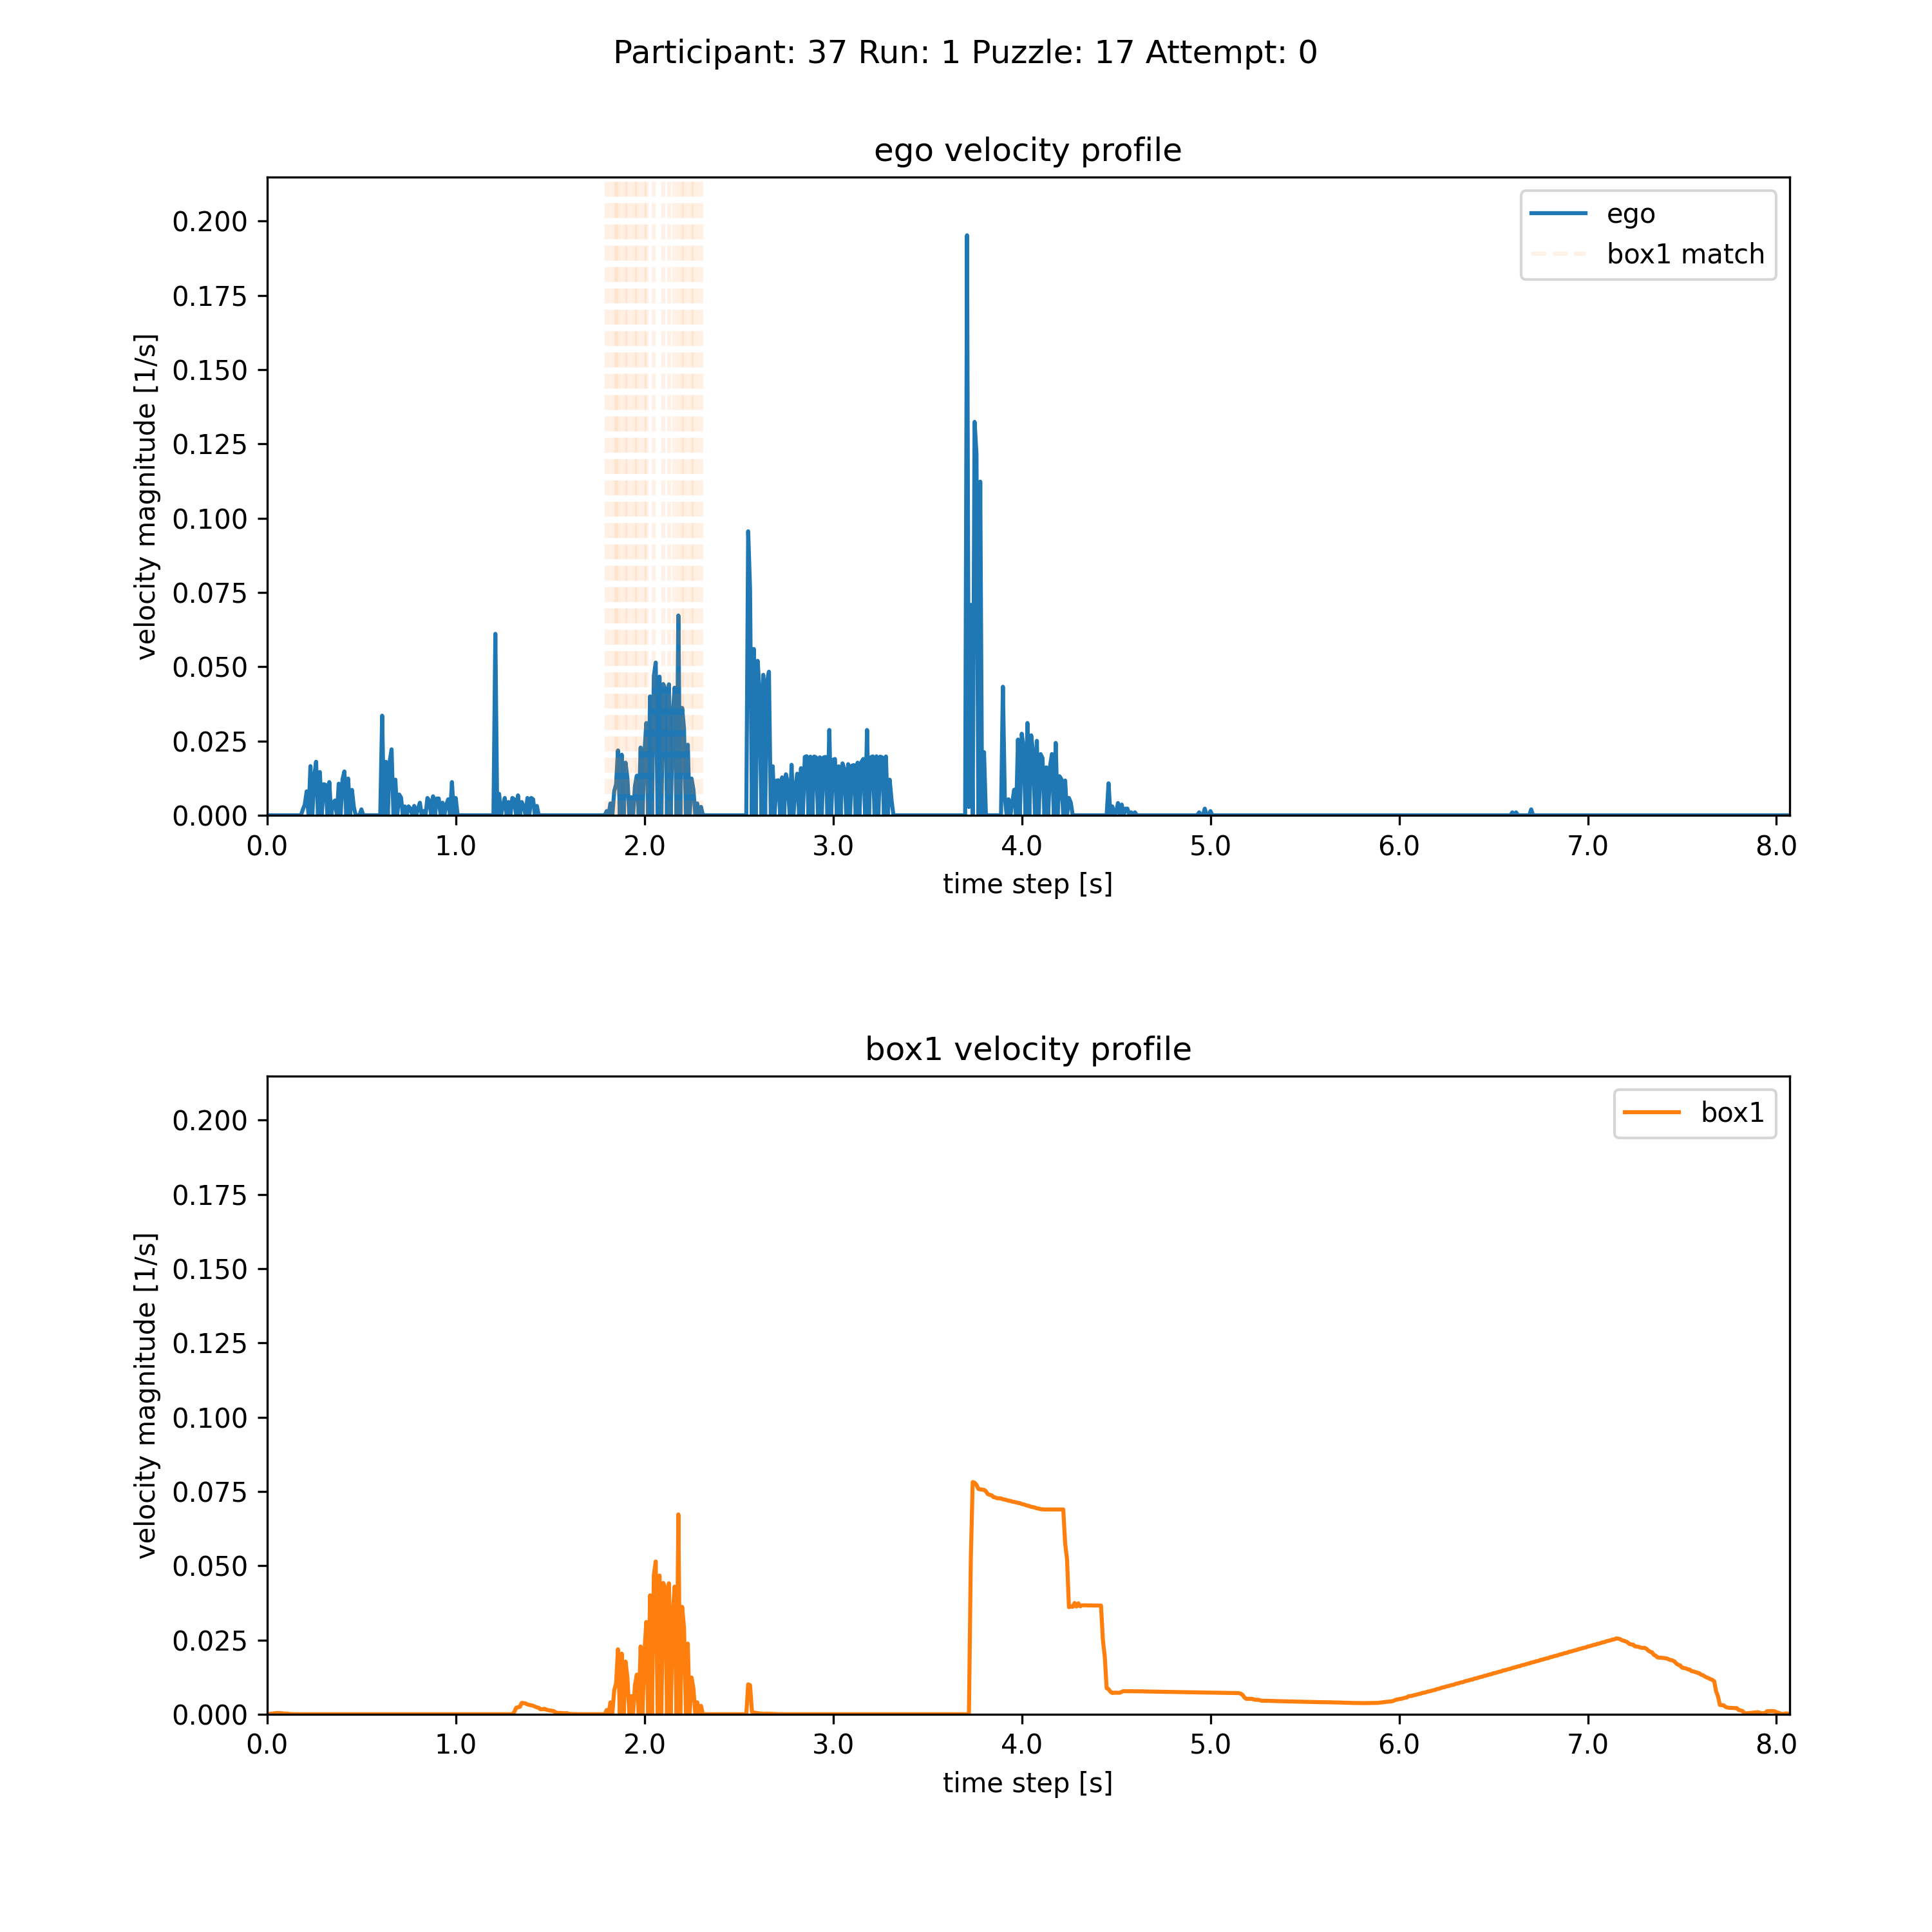 Participant: 37 Run: 1 Puzzle: 17 Attempt: 0
ego velocity profile
velocity magnitude [1/s]
0.200
0.175
0.150
0.125
0.100
0.075
0.050
0.025
0.000
ego
box1 match
0.0 1.0 2.0 3.0 4.0 5.0 6.0 7.0 8.0
time step [s]
box1 velocity profile
velocity magnitude [1/s]
0.200
0.175
0.150
0.125
0.100
0.075
0.050
0.025
0.000
box1
0.0 1.0 2.0 3.0 4.0 5.0 6.0 7.0 8.0
time step [s]